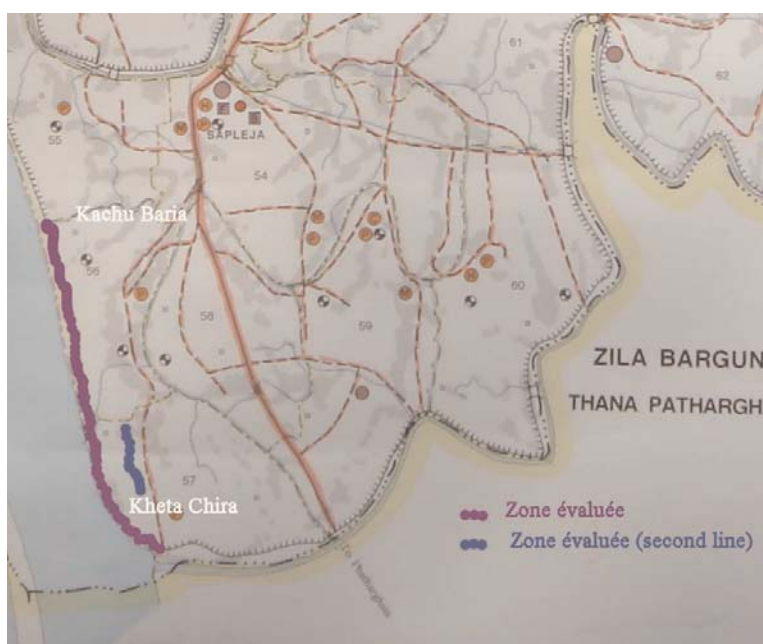 61
62
55
SAPLEJA
54
Kachu Baria
56
60
58
59
ZILA BARGUN
THANA PATHARGH
57
Kheta Chira
Zone évaluée
Zone évaluée (second line)